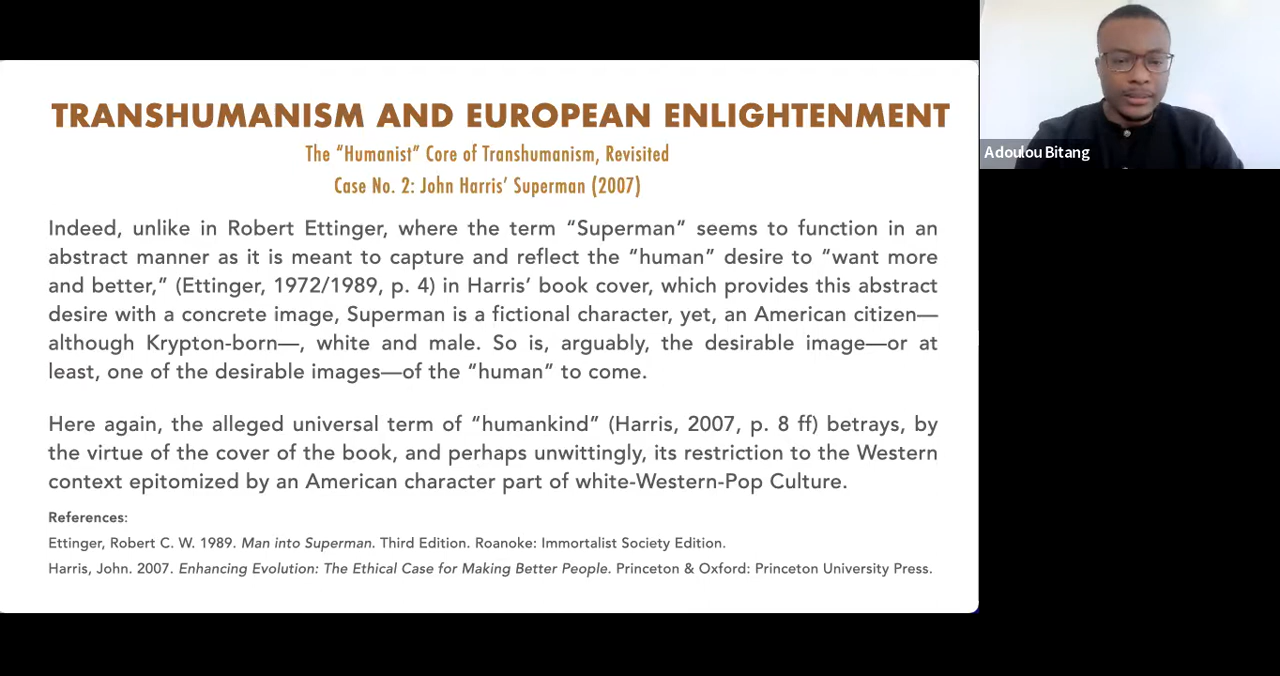 TRANSHUMANISM AND EUROPEAN ENLIGHTENMENT
The “Humanist” Core of Transhumanism, Revisited
Case No. 2: John Harris’ Superman (2007)
Indeed, unlike in Robert Ettinger, where the term “Superman” seems to function in an
abstract manner as it is meant to capture and reflect the “human” desire to “want more
and better,” (Ettinger, 1972/1989, p. 4) in Harris’ book cover, which provides this abstract
desire with a concrete image, Superman is a fictional character, yet, an American citizen—
although Krypton-born—, white and male. So is, arguably, the desirable image—or at
least, one of the desirable images—of the “human” to come.
Here again, the alleged universal term of “humankind” (Harris, 2007, p. 8 ff) betrays, by
the virtue of the cover of the book, and perhaps unwittingly, its restriction to the Western
context epitomized by an American character part of white-Western-Pop Culture.
References:
Ettinger, Robert C. W. 1989. Man into Superman. Third Edition. Roanoke: Immortalist Society Edition.
Harris, John. 2007. Enhancing Evolution: The Ethical Case for Making Better People. Princeton & Oxford: Princeton University Press.
Adoulou Bitang